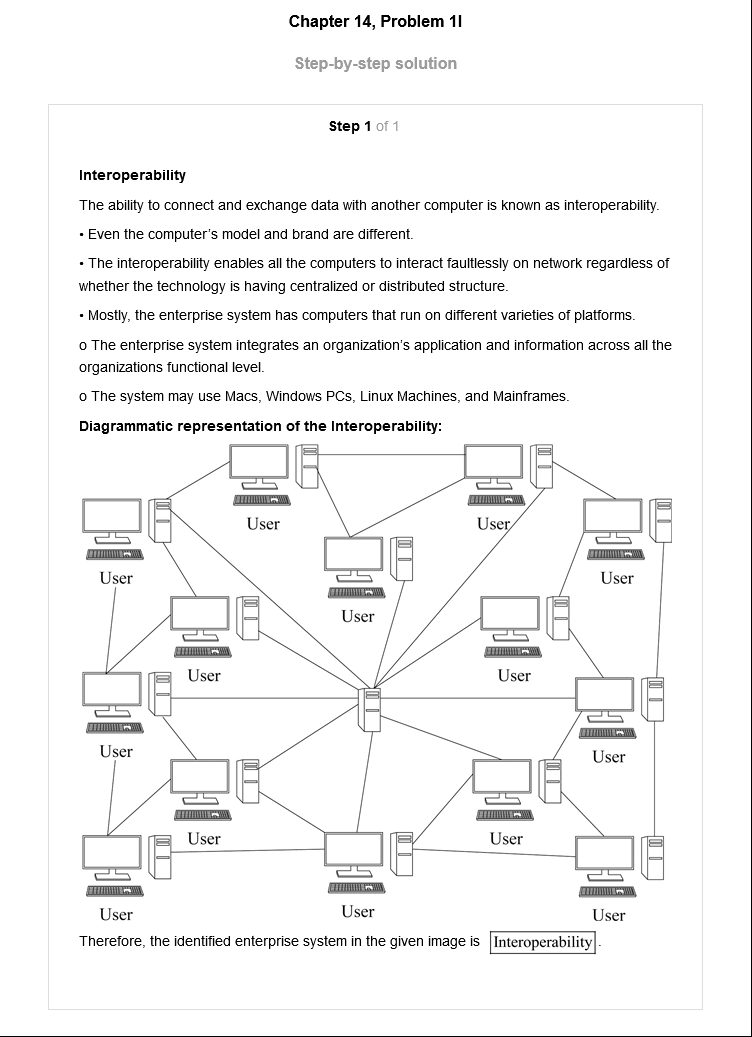 Chapter 14, Problem 1I
Step-by-step solution
Step 1 of 1
Interoperability
The ability to connect and exchange data with another computer is known as interoperability.
• Even the computer's model and brand are different.
• The interoperability enables all the computers to interact faultlessly on network regardless of
whether the technology is having centralized or distributed structure.
• Mostly, the enterprise system has computers that run on different varieties of platforms.
o The enterprise system integrates an organization's application and information across all the
organizations functional level.
o The system may use Macs, Windows PCs, Linux Machines, and Mainframes.
Diagrammatic representation of the Interoperability:
User
User
User
User
User
User
User
User
User
User
User
User
User
User
Therefore, the identified enterprise system in the given image is Interoperability.